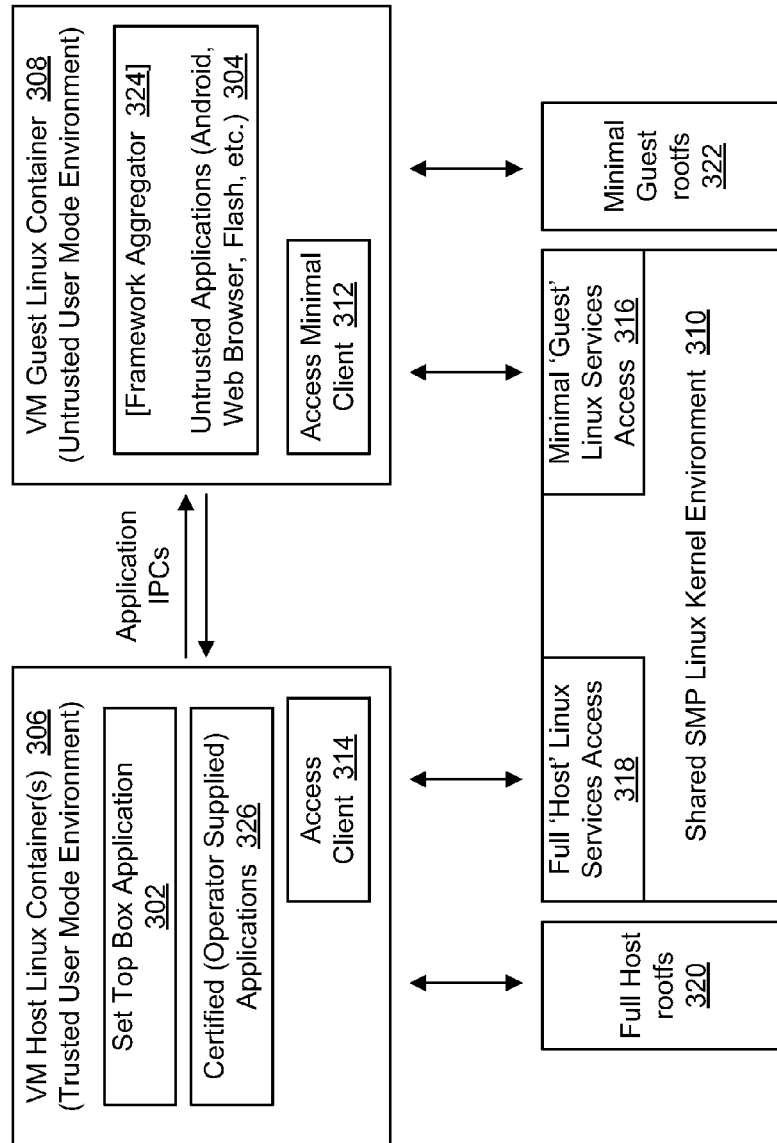 VM Host Linux Container(s) 306
(Trusted User Mode Environment)
Set Top Box Application
302
Certified (Operator Supplied)
Applications 326
Access
Client 314
Application
IPCs
VM Guest Linux Container 308
(Untrusted User Mode Environment)
[Framework Aggregator 324]
Untrusted Applications (Android,
Web Browser, Flash, etc.) 304
Access Minimal
Client 312
Full Host
rootfs
320
Full 'Host' Linux
Services Access
318
Minimal 'Guest'
Linux Services
Access 316
Shared SMP Linux Kernel Environment 310
Minimal
Guest
rootfs
322